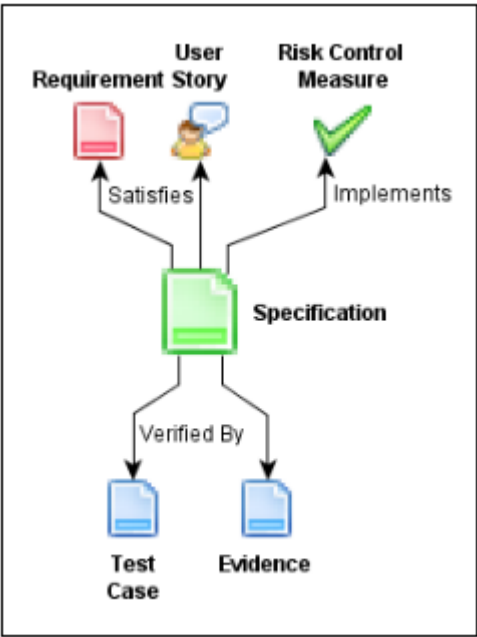 User
Story
Requirement
Risk Control
Measure
Satisfies
Implements
Specification
Verified By
Test
Case
Evidence